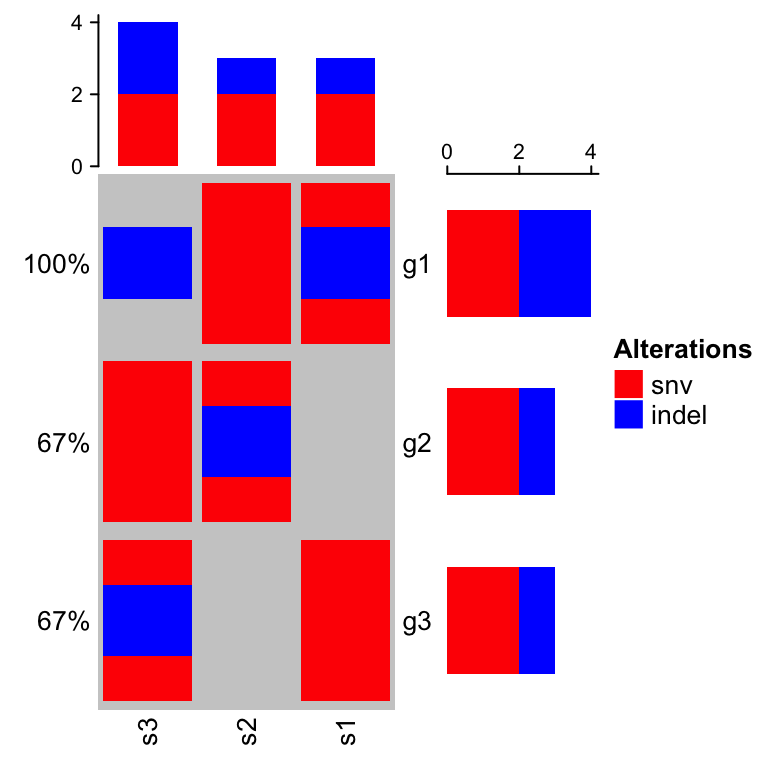 4
2
0
0 2 4
100% g1
Alterations
snv
indel
67% g2
67% g3
s3 s2 s1